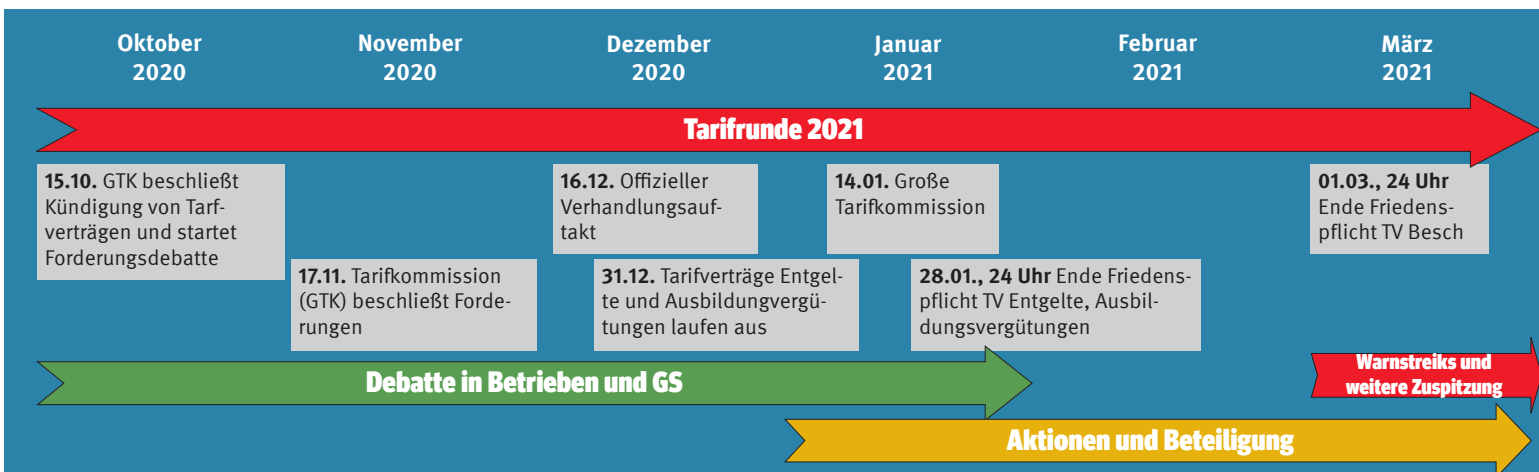 Oktober
2020
November
2020
Dezember
2020
Januar
2021
Februar
2021
März
2021
Tarifrunde 2021
15.10. GTK beschließt
Kündigung von Tarf-
verträgen und startet
Forderungsdebatte
17.11. Tarifkommission
(GTK) beschließt Forde-
rungen
16.12. Offizieller
Verhandlungsauf-
takt
31.12. Tarifverträge Entgel-
te und Ausbildungvergü-
tungen laufen aus
14.01. Große
Tarifkommission
28.01., 24 Uhr Ende Friedens-
pflicht TV Entgelte, Ausbil-
dungsvergütungen
01.03., 24 Uhr
Ende Friedens-
pflicht TV Besch
Debatte in Betrieben und GS
Warnstreiks und
weitere Zuspitzung
Aktionen und Beteiligung